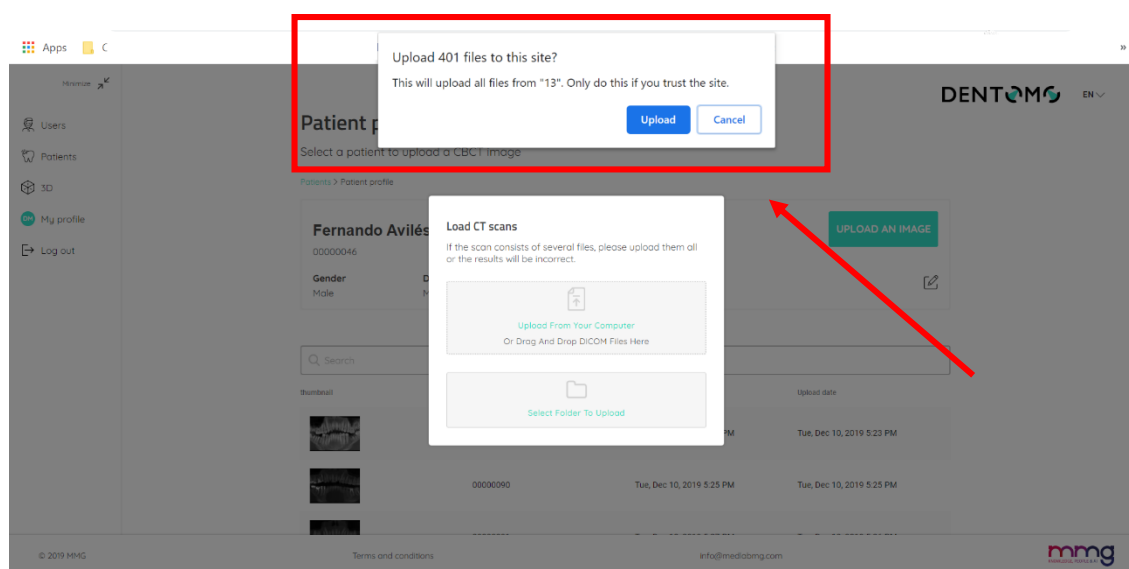 Apps
C
»
Upload 401 files to this site?
This will upload all files from "13". Only do this if you trust the site.
Upload
Cancel
Minimize
DENTOMG
EN
Users
Patients
3D
My profile
Log out
Patient p
Select a patient to upload a CBCT image
Patients > Patient profile
Fernando Avilés
00000046
Gender
D
Male
M
UPLOAD AN IMAGE
Load CT scans
If the scan consists of several files, please upload them all
or the results will be incorrect.
Upload From Your Computer
Or Drag And Drop DICOM Files Here
Select Folder To Upload
Search
thumbnail
Upload date
PM
Tue, Dec 10, 2019 5:23 PM
00000090
Tue, Dec 10, 2019 5:25 PM
Tue, Dec 10, 2019 5:25 PM
© 2019 MMG
Terms and conditions
info@medlabmg.com
mmg